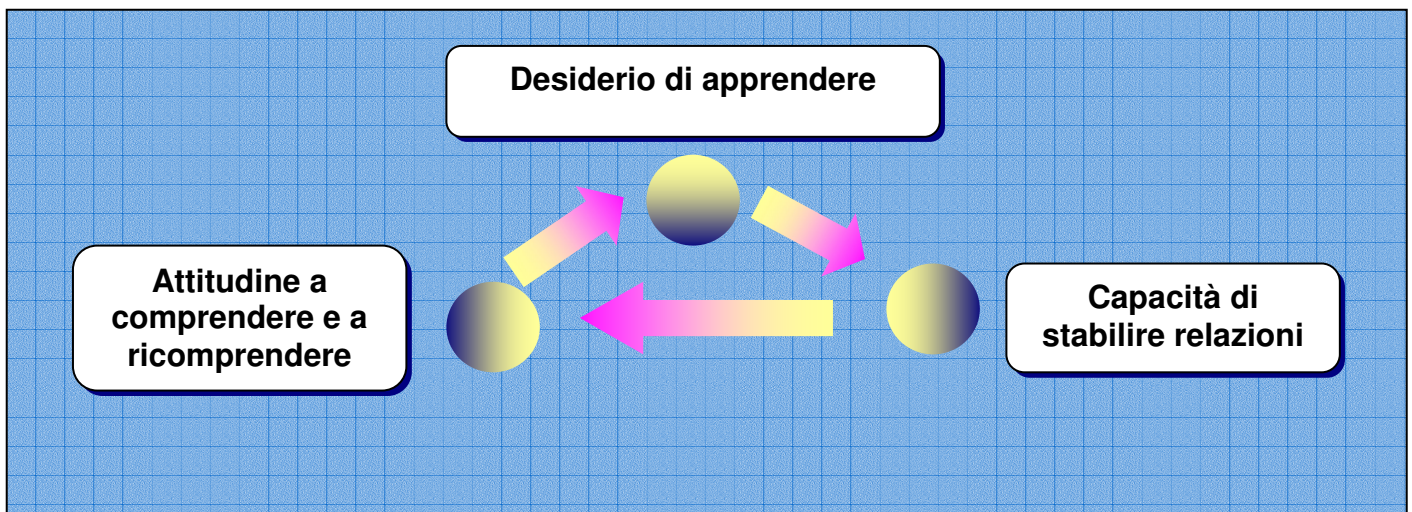 Desiderio di apprendere
Attitudine a
comprendere e a
ricomprendere
Capacità di
stabilire relazioni